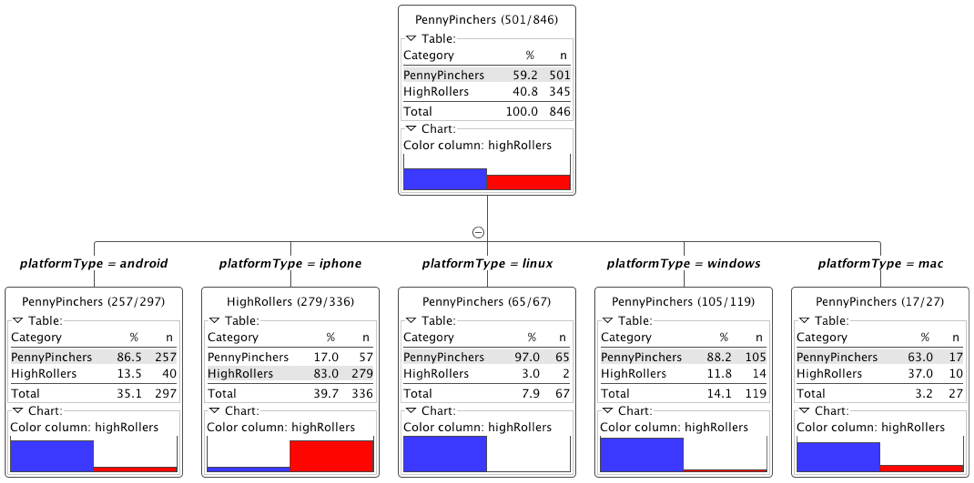 PennyPinchers (501/846)
Table:
Category % n
PennyPinchers 59.2 501
HighRollers 40.8 345
Total 100.0 846
Chart:
Color column: highRollers
platformType = android
PennyPinchers (257/297)
Table:
Category % n
PennyPinchers 86.5 257
HighRollers 13.5 40
Total 35.1 297
Chart:
Color column: highRollers
platformType = iphone
HighRollers (279/336)
Table:
Category % n
PennyPinchers 17.0 57
HighRollers 83.0 279
Total 39.7 336
Chart:
Color column: highRollers
platformType = linux
PennyPinchers (65/67)
Table:
Category % n
PennyPinchers 97.0 65
HighRollers 3.0 2
Total 7.9 67
Chart:
Color column: highRollers
platformType = windows
PennyPinchers (105/119)
Table:
Category % n
PennyPinchers 88.2 105
HighRollers 11.8 14
Total 14.1 119
Chart:
Color column: highRollers
platformType = mac
PennyPinchers (17/27)
Table:
Category % n
PennyPinchers 63.0 17
HighRollers 37.0 10
Total 3.2 27
Chart:
Color column: highRollers